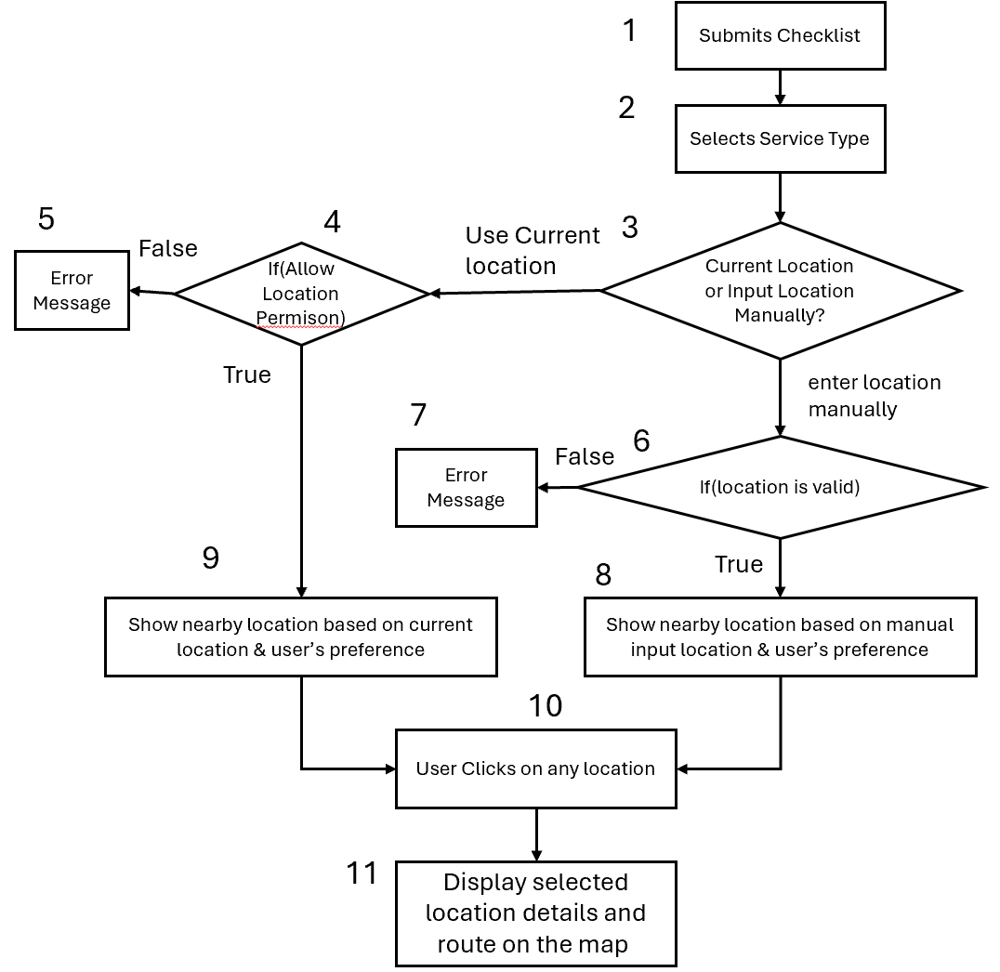 1
Submits Checklist
2
Selects Service Type
3
Current Location
or Input Location
Manually?
Use Current
location
4
If(Allow
Location
Permison)
False
5
Error
Message
True
enter location
manually
6
If(location is valid)
False
7
Error
Message
True
8
Show nearby location based on manual
input location & user's preference
9
Show nearby location based on current
location & user's preference
10
User Clicks on any location
11
Display selected
location details and
route on the map